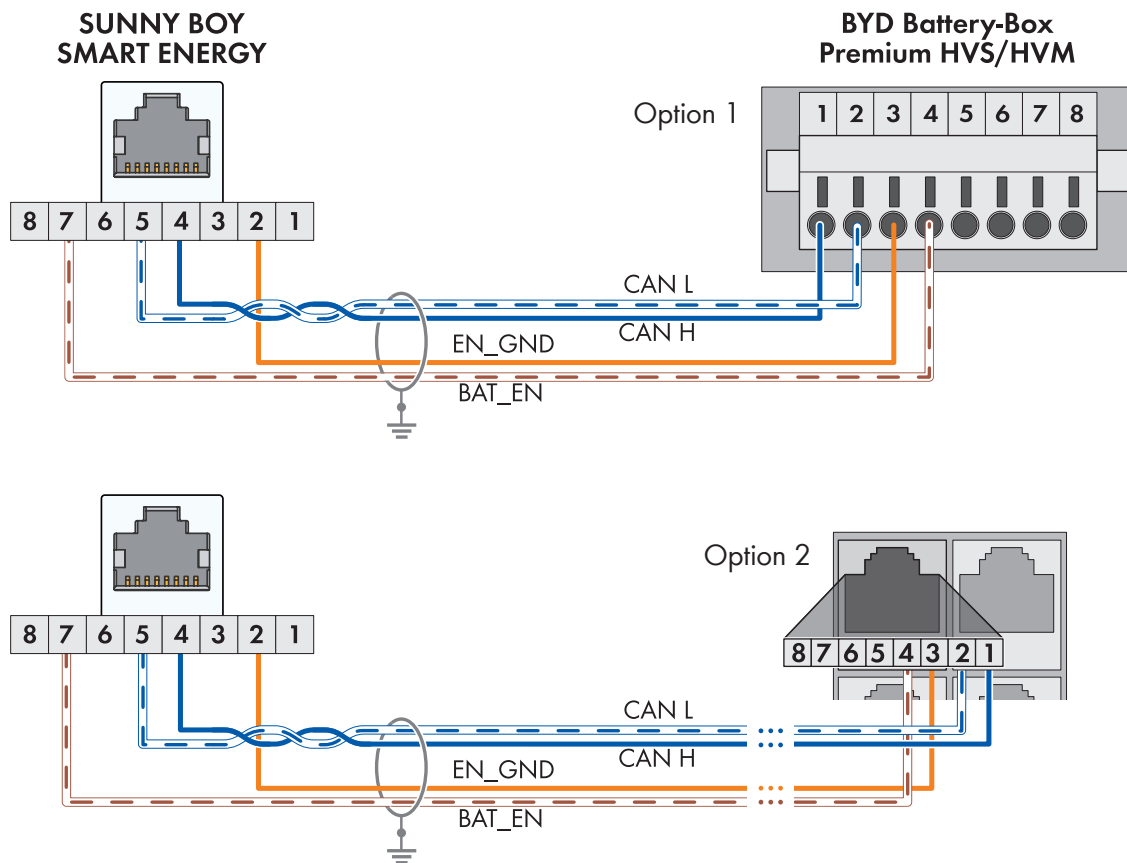 SUNNY BOY
SMART ENERGY
BYD Battery-Box
Premium HVS/HVM
Option 1
1 2 3 4 5 6 7 8
8 7 6 5 4 3 2 1
CAN L
CAN H
EN_GND
BAT_EN
Option 2
8 7 6 5 4 3 2 1
8 7 6 5 4 3 2 1
CAN L
CAN H
EN_GND
BAT_EN